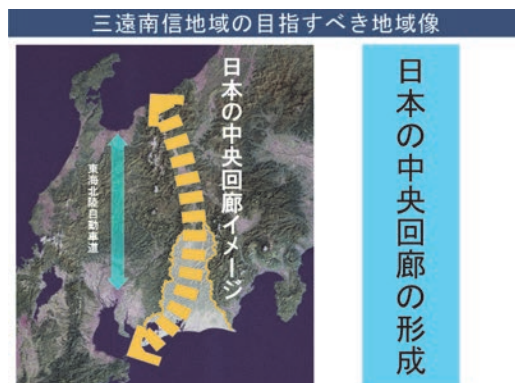 三遠南信地域の目指すべき地域像
日本の中央回廊イメージ
東海北陸自動車道
日本の中央回廊の形成